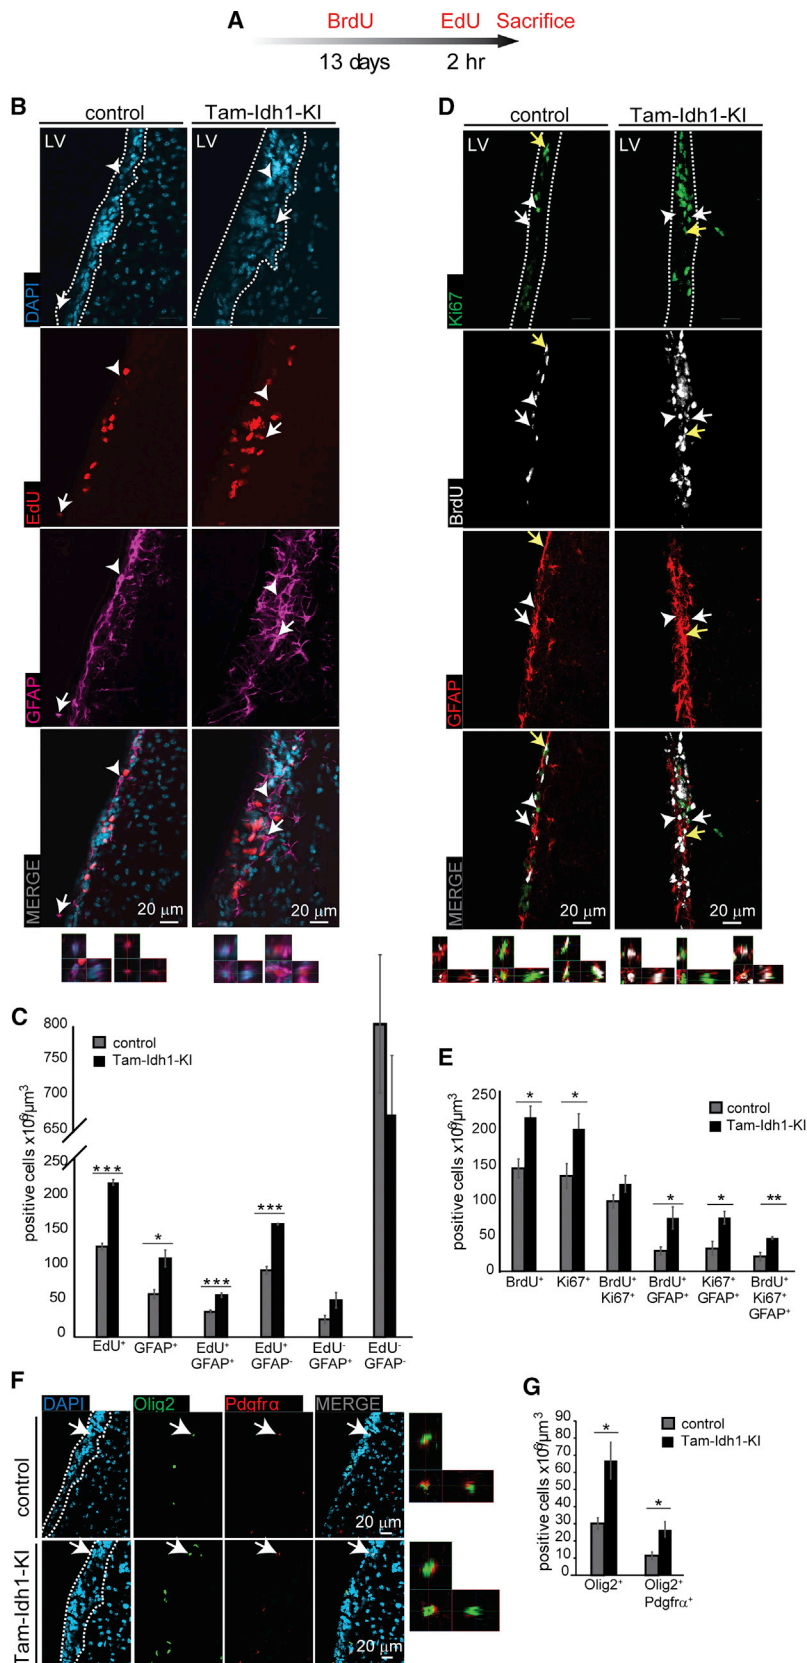 A
BrdU EdU Sacrifice
13 days 2 hr
B
control Tam-Idh1-KI
LV LV
DAPI
EdU
GFAP
MERGE
20 µm 20 µm
D
control Tam-Idh1-KI
LV LV
Ki67
BrdU
GFAP
MERGE
20 µm 20 µm
C
800
750
700
650
250
200
150
100
50
0
positive cells x10⁶/µm³
control
Tam-Idh1-KI
*** * *** ***
EdU⁺ GFAP⁺ EdU⁺ EdU⁺ EdU⁻ EdU⁻
GFAP⁺ GFAP⁻ GFAP⁺ GFAP⁻
E
250
200
150
100
50
0
positive cells x10⁶/µm³
control
Tam-Idh1-KI
* * * * **
BrdU⁺ Ki67⁺ BrdU⁺ BrdU⁺ Ki67⁺ BrdU⁺
Ki67⁺ GFAP⁺ GFAP⁺ Ki67⁺
GFAP⁺
F
DAPI Olig2 Pdgfrα MERGE
control
20 µm
Tam-Idh1-KI
20 µm
G
90
80
70
60
50
40
30
20
10
0
positive cells x10⁶/µm³
control
Tam-Idh1-KI
* *
Olig2⁺ Olig2⁺
Pdgfrα⁺